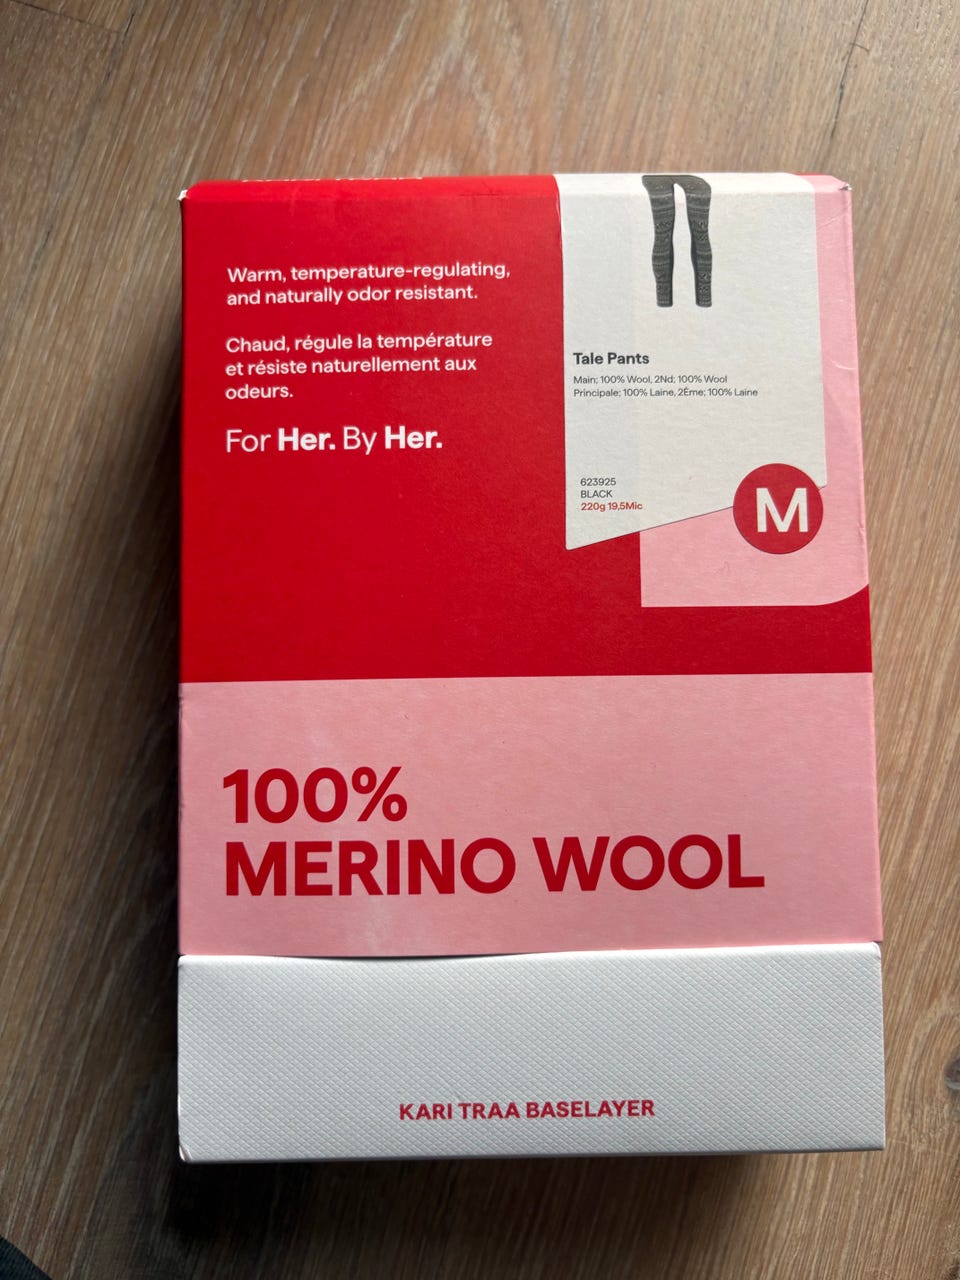 Warm, temperature-regulating,
and naturally odor resistant.
Chaud, régule la température
et résiste naturellement aux
odeurs.
For Her. By Her.
Tale Pants
Main; 100% Wool, 2Nd; 100% Wool
Principale; 100% Laine, 2Ème; 100% Laine
623925
BLACK
220g 19,5Mic
M
100%
MERINO WOOL
KARI TRAA BASELAYER